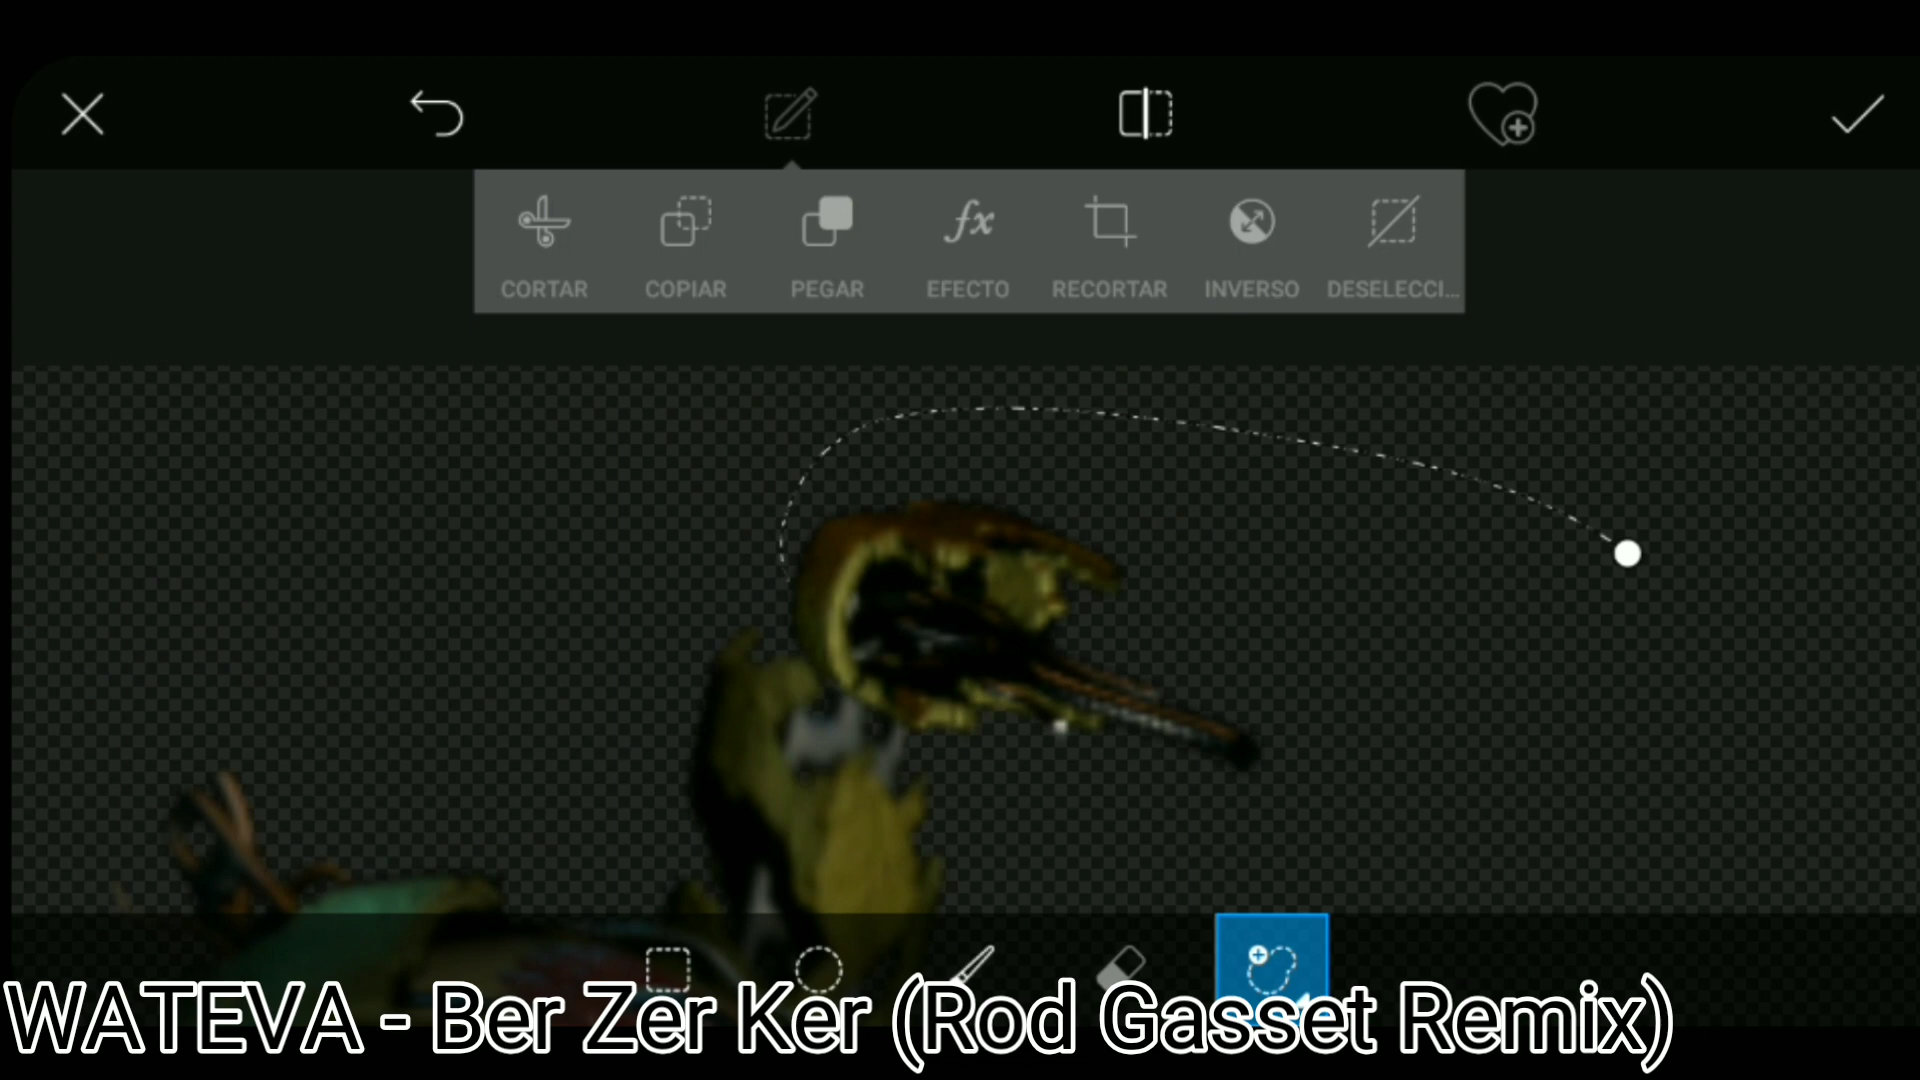 CORTAR COPIAR PEGAR EFECTO RECORTAR INVERSO DESELECCI...
WATEVA - Ber Zer Ker (Rod Gasset Remix)